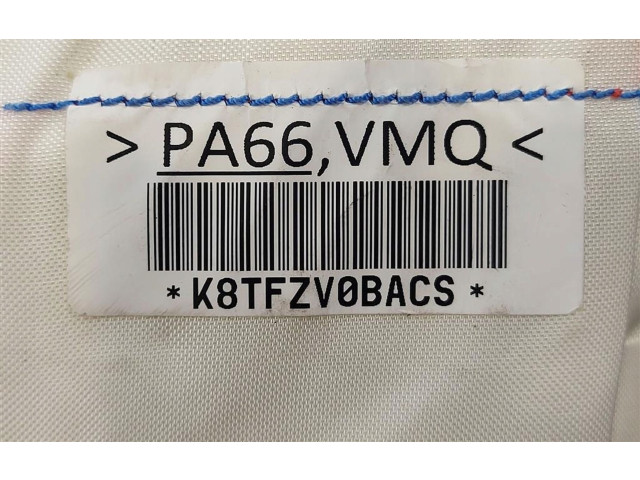 > PA66,VMQ <
*K8TFZV0BACS*